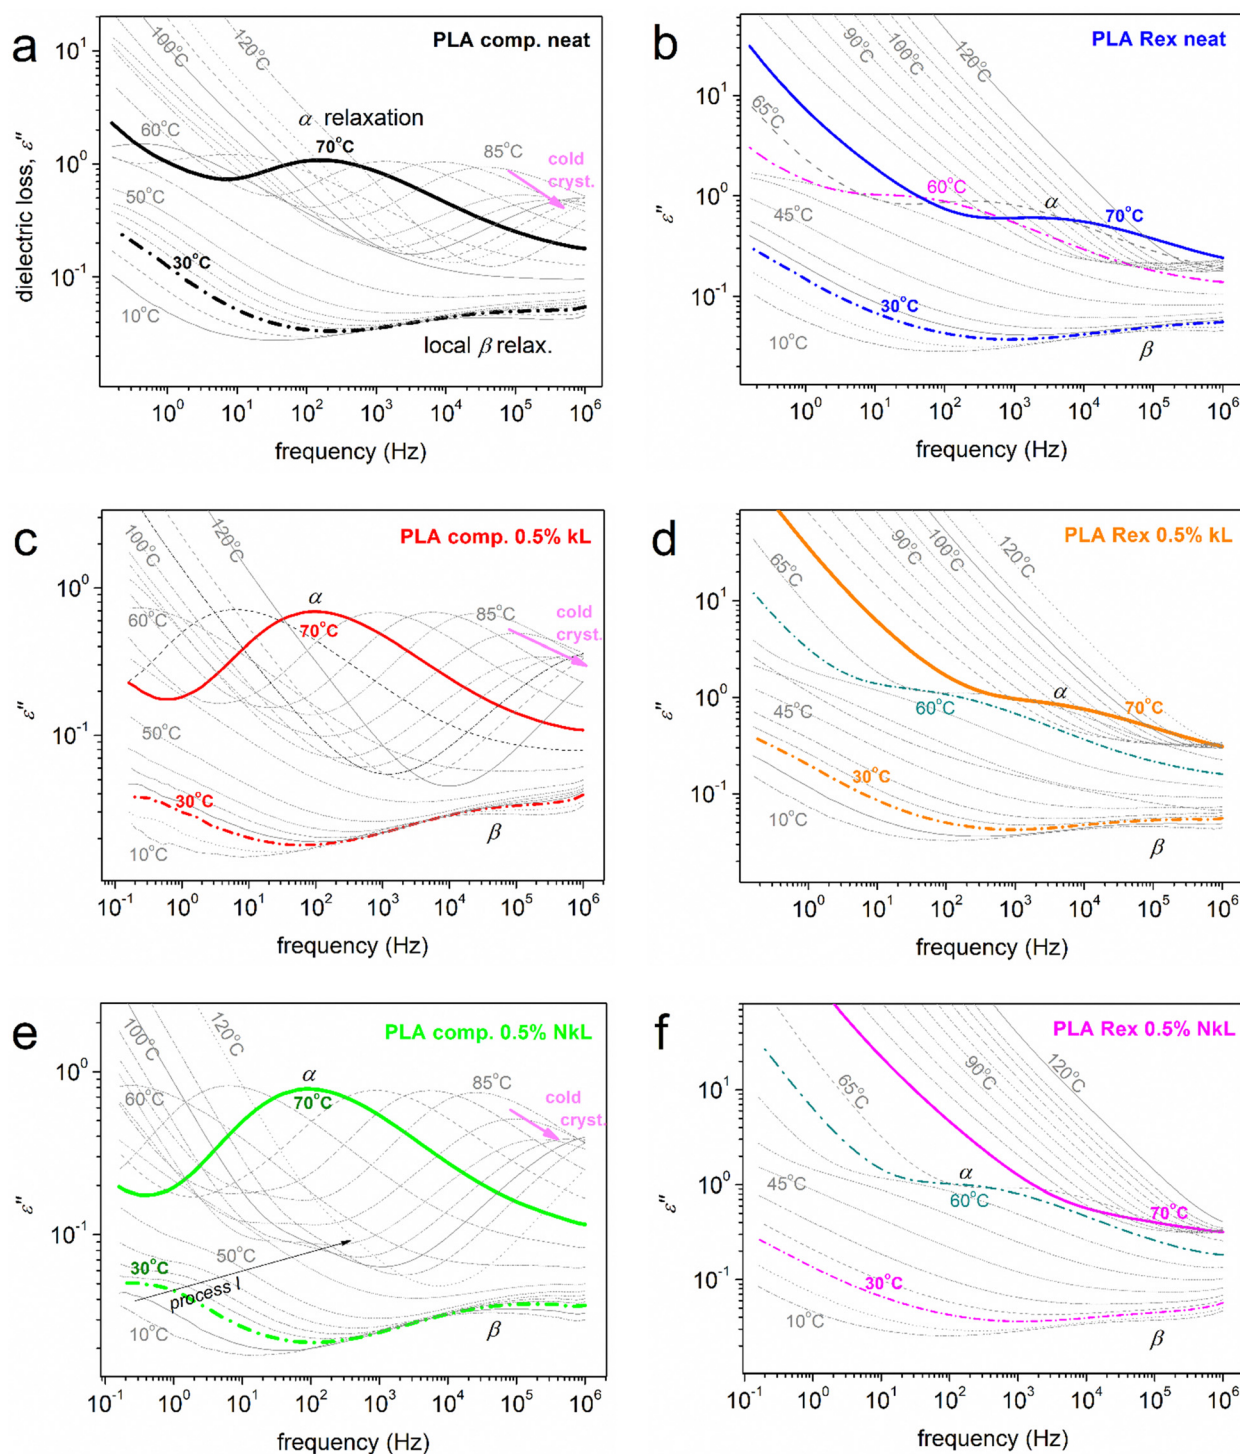 a
PLA comp. neat
dielectric loss, ε″
10¹
10⁰
10⁻¹
100°C
120°C
α relaxation
70°C
60°C
85°C
cold
cryst.
50°C
30°C
10°C
local β relax.
10⁰ 10¹ 10² 10³ 10⁴ 10⁵ 10⁶
frequency (Hz)
b
PLA Rex neat
ε″
10¹
10⁰
10⁻¹
90°C
100°C
120°C
65°C
60°C
α
70°C
45°C
30°C
10°C
β
10⁰ 10¹ 10² 10³ 10⁴ 10⁵ 10⁶
frequency (Hz)
c
PLA comp. 0.5% kL
ε″
10⁰
10⁻¹
100°C
120°C
α
70°C
60°C
85°C
cold
cryst.
50°C
30°C
10°C
β
10⁻¹ 10⁰ 10¹ 10² 10³ 10⁴ 10⁵ 10⁶
frequency (Hz)
d
PLA Rex 0.5% kL
ε″
10¹
10⁰
10⁻¹
65°C
90°C
100°C
120°C
α
60°C
70°C
45°C
30°C
10°C
β
10⁰ 10¹ 10² 10³ 10⁴ 10⁵ 10⁶
frequency (Hz)
e
PLA comp. 0.5% NkL
ε″
10⁰
10⁻¹
100°C
120°C
α
70°C
60°C
85°C
cold
cryst.
50°C
30°C
process I
10°C
β
10⁻¹ 10⁰ 10¹ 10² 10³ 10⁴ 10⁵ 10⁶
frequency (Hz)
f
PLA Rex 0.5% NkL
ε″
10¹
10⁰
10⁻¹
65°C
90°C
120°C
α
60°C
70°C
45°C
30°C
10°C
β
10⁻¹ 10⁰ 10¹ 10² 10³ 10⁴ 10⁵ 10⁶
frequency (Hz)